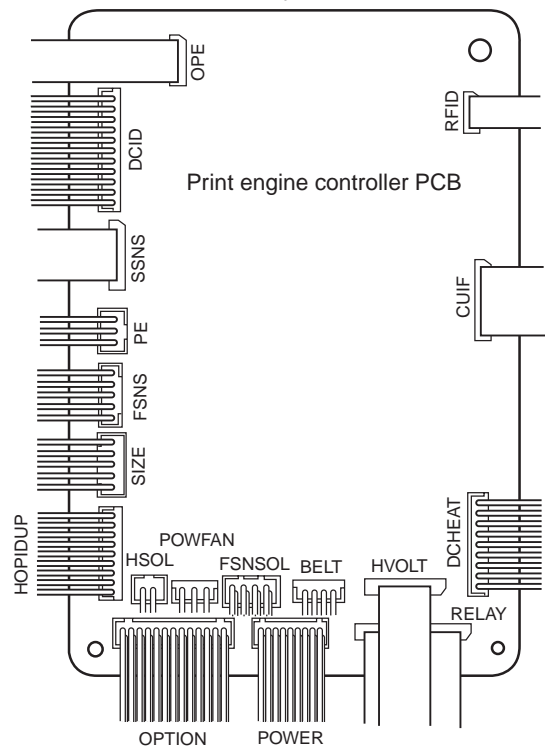 OPE
RFID
DCID
Print engine controller PCB
SSNS
CUIF
PE
FSNS
SIZE
HOPIDUP
DCHEAT
POWFAN
HSOL
FSNSOL
BELT
HVOLT
RELAY
OPTION
POWER